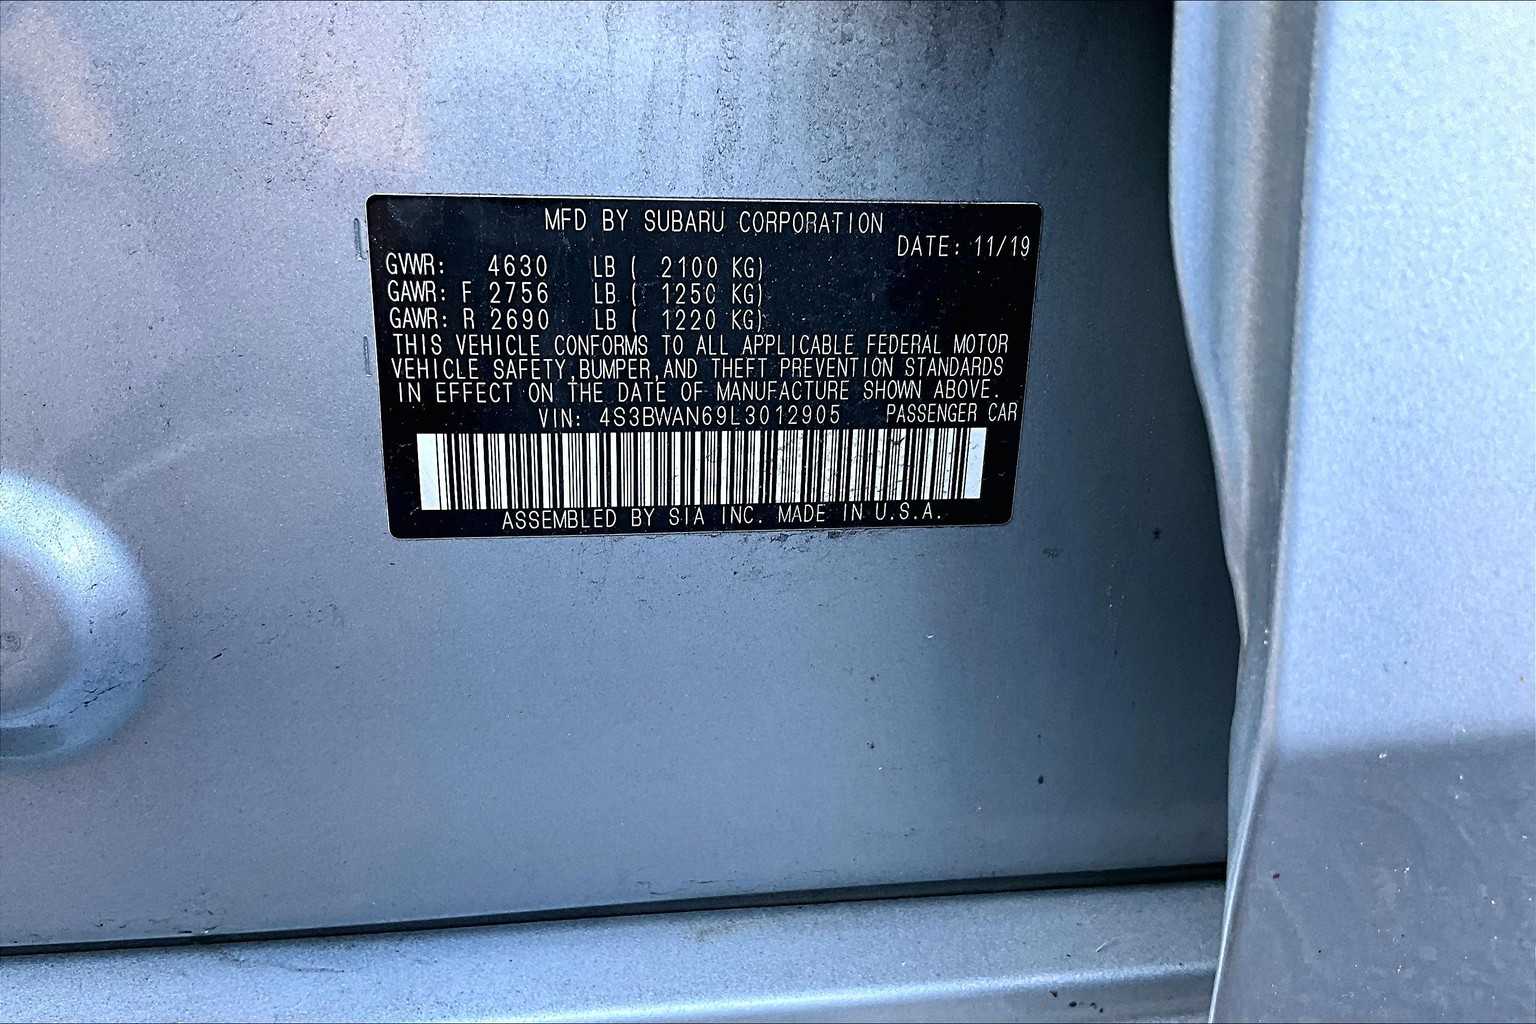 MFD BY SUBARU CORPORATION
DATE: 11/19
GVWR: 4630 LB ( 2100 KG)
GAWR: F 2756 LB ( 1250 KG)
GAWR: R 2690 LB ( 1220 KG)
THIS VEHICLE CONFORMS TO ALL APPLICABLE FEDERAL MOTOR
VEHICLE SAFETY,BUMPER,AND THEFT PREVENTION STANDARDS
IN EFFECT ON THE DATE OF MANUFACTURE SHOWN ABOVE.
VIN: 4S3BWAN69L3012905 PASSENGER CAR
ASSEMBLED BY SIA INC. MADE IN U.S.A.